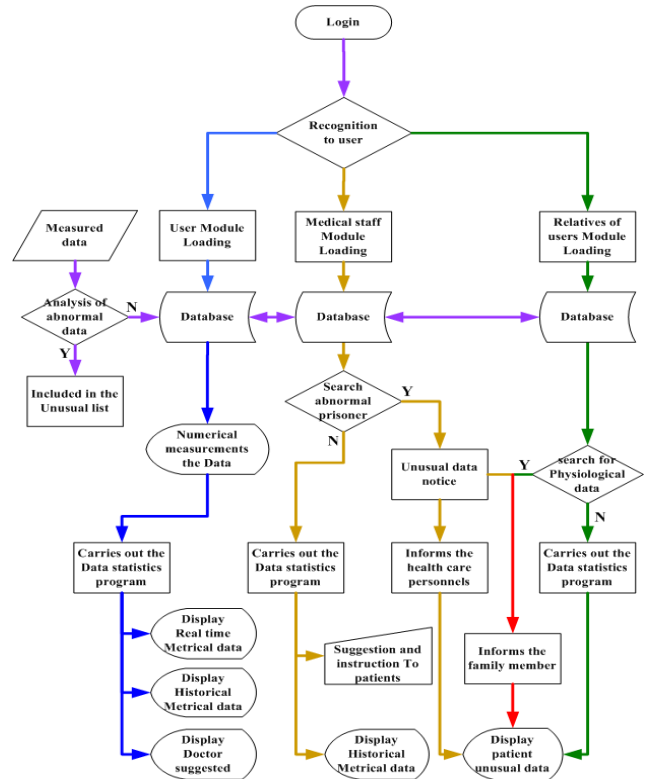 Login
Recognition
to user
Measured
data
User Module
Loading
Medical staff
Module
Loading
Relatives of
users Module
Loading
Analysis of
abnormal
data
N
Y
Database
Database
Database
Included in the
Unusual list
Search
abnormal
prisoner
Y
N
Numerical
measurements
the Data
Unusual data
notice
Y
search for
Physiological
data
N
Carries out the
Data statistics
program
Carries out the
Data statistics
program
Informs the
health care
personnels
Carries out the
Data statistics
program
Display
Real time
Metrical data
Suggestion and
instruction To
patients
Informs the
family member
Display
Historical
Metrical data
Display
Doctor
suggested
Display
Historical
Metrical data
Display
patient
unusual data